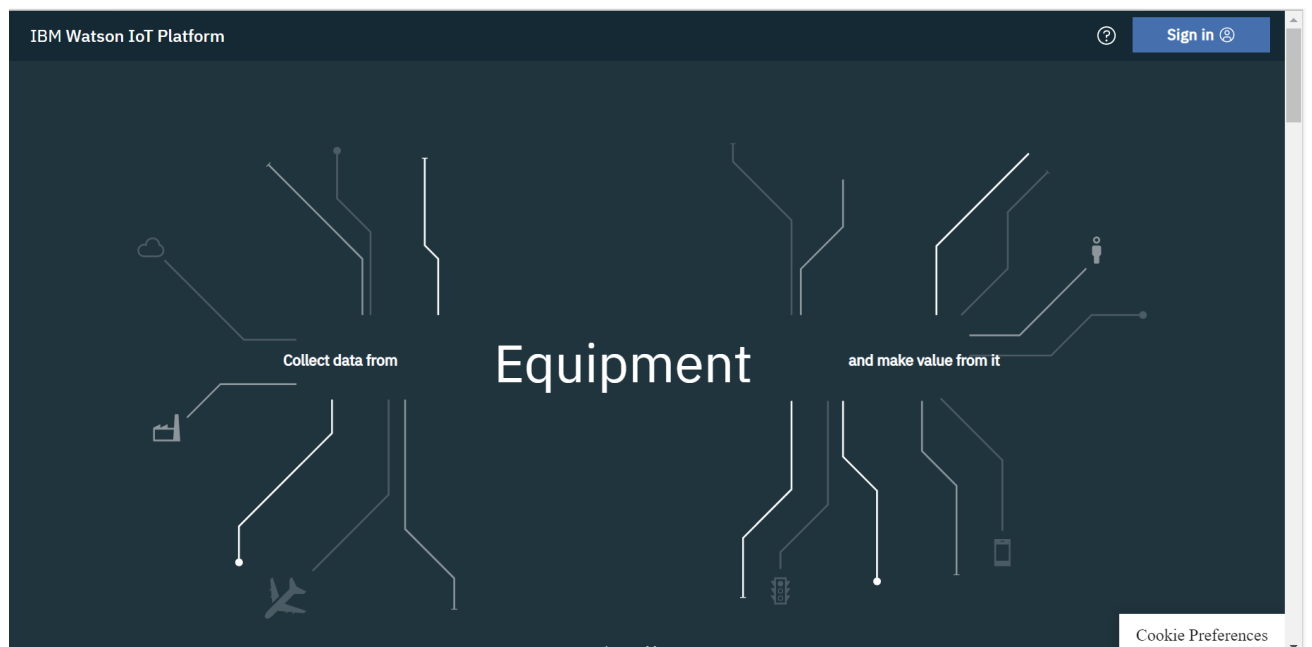 IBM Watson IoT Platform
Sign in
Collect data from
Equipment
and make value from it
Cookie Preferences